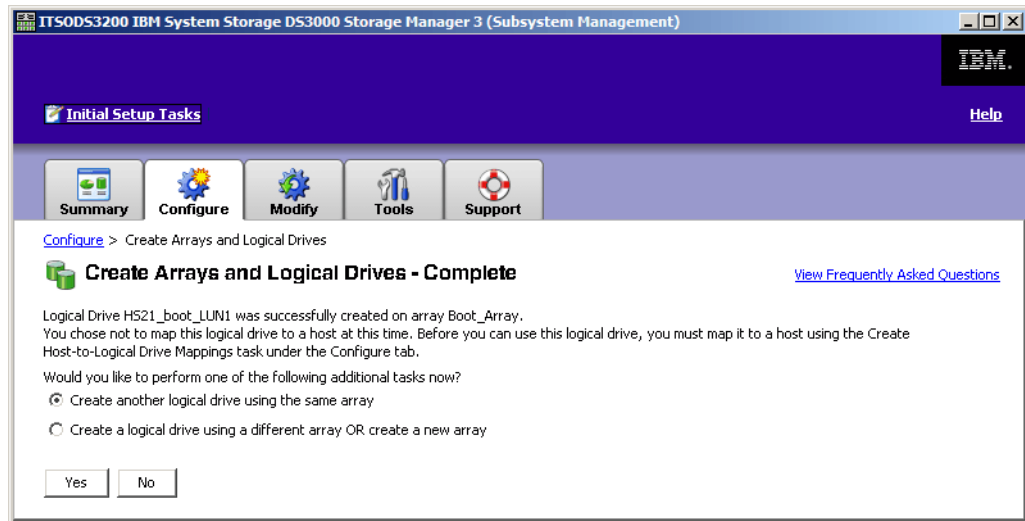 ITSODS3200 IBM System Storage DS3000 Storage Manager 3 (Subsystem Management)
IBM.
Initial Setup Tasks
Help
Summary
Configure
Modify
Tools
Support
Configure > Create Arrays and Logical Drives
Create Arrays and Logical Drives - Complete
View Frequently Asked Questions
Logical Drive HS21_boot_LUN1 was successfully created on array Boot_Array.
You chose not to map this logical drive to a host at this time. Before you can use this logical drive, you must map it to a host using the Create
Host-to-Logical Drive Mappings task under the Configure tab.
Would you like to perform one of the following additional tasks now?
Create another logical drive using the same array
Create a logical drive using a different array OR create a new array
Yes
No